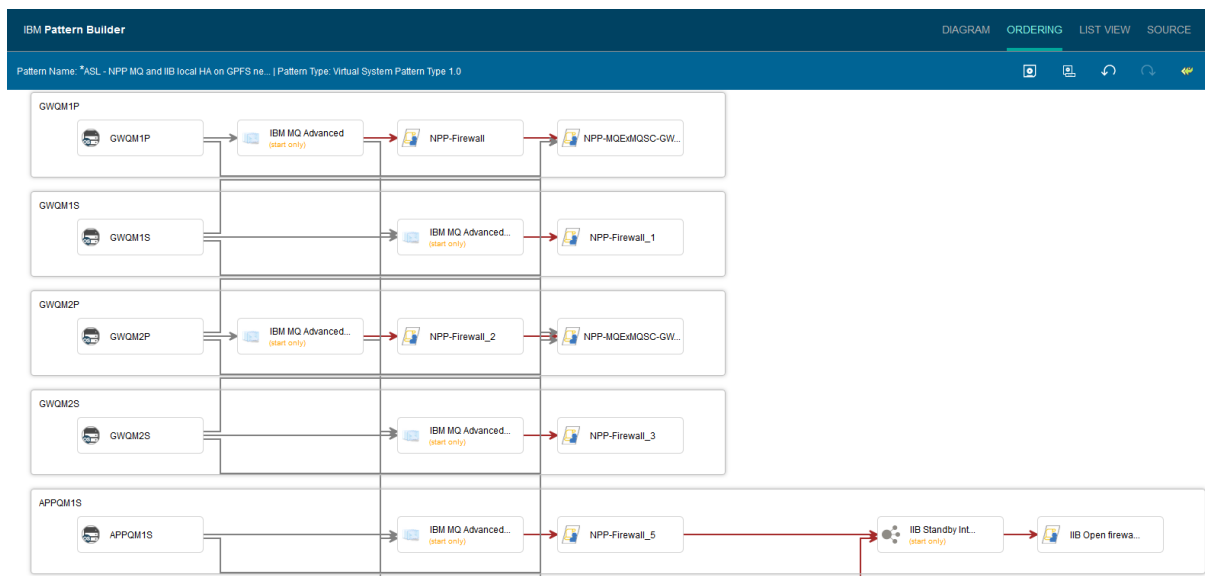 IBM Pattern Builder
DIAGRAM ORDERING LIST VIEW SOURCE
Pattern Name: *ASL - NPP MQ and IIB local HA on GPFS ne... | Pattern Type: Virtual System Pattern Type 1.0
GWQM1P
GWQM1P
IBM MQ Advanced
(start only)
NPP-Firewall
NPP-MQExMQSC-GW...
GWQM1S
GWQM1S
IBM MQ Advanced...
(start only)
NPP-Firewall_1
GWQM2P
GWQM2P
IBM MQ Advanced...
(start only)
NPP-Firewall_2
NPP-MQExMQSC-GW...
GWQM2S
GWQM2S
IBM MQ Advanced...
(start only)
NPP-Firewall_3
APPQM1S
APPQM1S
IBM MQ Advanced...
(start only)
NPP-Firewall_5
IIB Standby Int...
(start only)
IIB Open firewa...